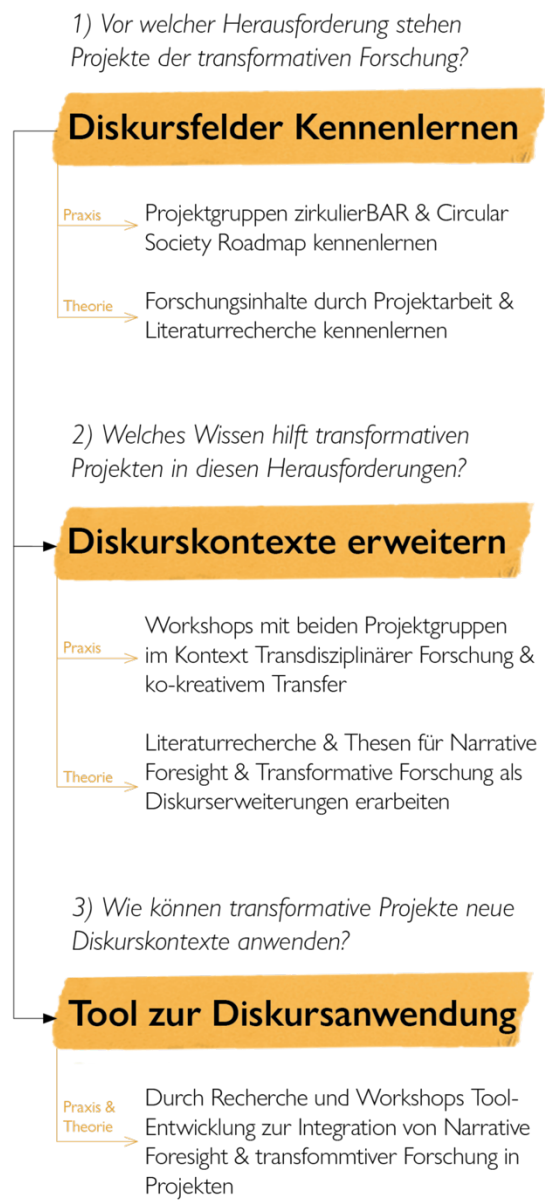 1) Vor welcher Herausforderung stehen
Projekte der transformativen Forschung?
Diskursfelder Kennenlernen
Praxis
Projektgruppen zirkulierBAR & Circular
Society Roadmap kennenlernen
Theorie
Forschungsinhalte durch Projektarbeit &
Literaturrecherche kennenlernen
2) Welches Wissen hilft transformativen
Projekten in diesen Herausforderungen?
Diskurskontexte erweitern
Praxis
Workshops mit beiden Projektgruppen
im Kontext Transdisziplinärer Forschung &
ko-kreativem Transfer
Theorie
Literaturrecherche & Thesen für Narrative
Foresight & Transformative Forschung als
Diskurserweiterungen erarbeiten
3) Wie können transformative Projekte neue
Diskurskontexte anwenden?
Tool zur Diskursanwendung
Praxis &
Theorie
Durch Recherche und Workshops Tool-
Entwicklung zur Integration von Narrative
Foresight & transfommtiver Forschung in
Projekten